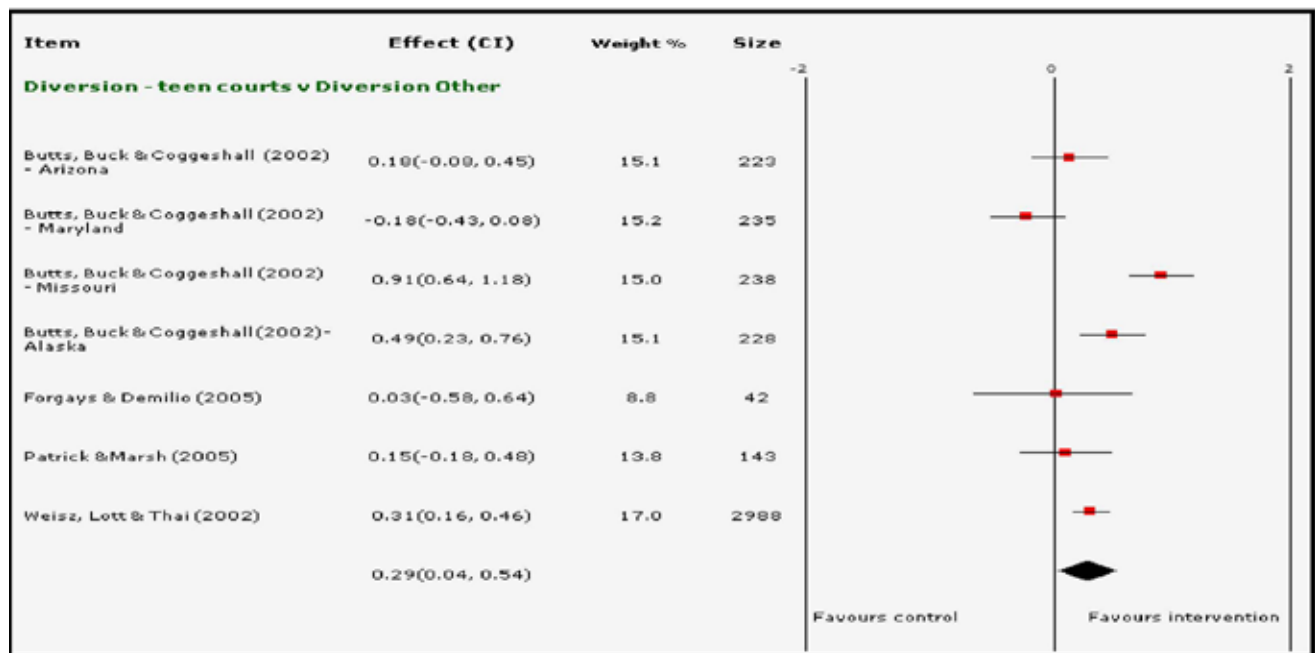 Item Effect (CI) Weight % Size
-2 0 2
Diversion - teen courts v Diversion Other
Butts, Buck & Coggeshall (2002)
- Arizona
0.18(-0.08, 0.45) 15.1 223
Butts, Buck & Coggeshall (2002)
- Maryland
-0.18(-0.43, 0.08) 15.2 235
Butts, Buck & Coggeshall (2002)
- Missouri
0.91(0.64, 1.18) 15.0 238
Butts, Buck & Coggeshall(2002)-
Alaska
0.49(0.23, 0.76) 15.1 228
Forgays & Demilio (2005) 0.03(-0.58, 0.64) 8.8 42
Patrick &Marsh (2005) 0.15(-0.18, 0.48) 13.8 143
Weisz, Lott & Thai (2002) 0.31(0.16, 0.46) 17.0 2988
0.29(0.04, 0.54)
Favours control Favours intervention